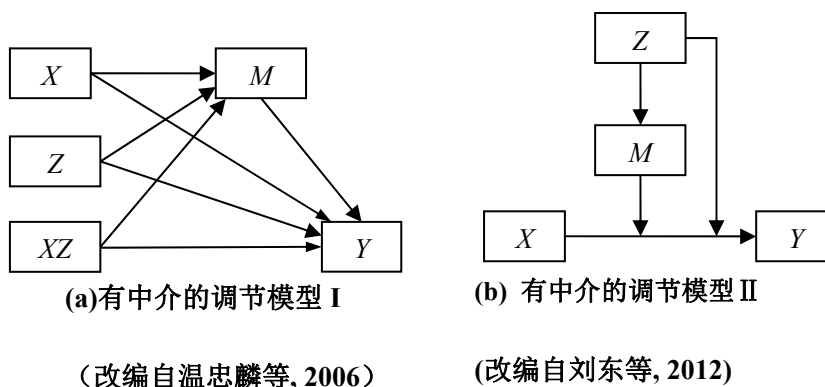 X
M
Z
XZ
Y
(a)有中介的调节模型 I
（改编自温忠麟等, 2006）
Z
M
X
Y
(b) 有中介的调节模型Ⅱ
(改编自刘东等, 2012)